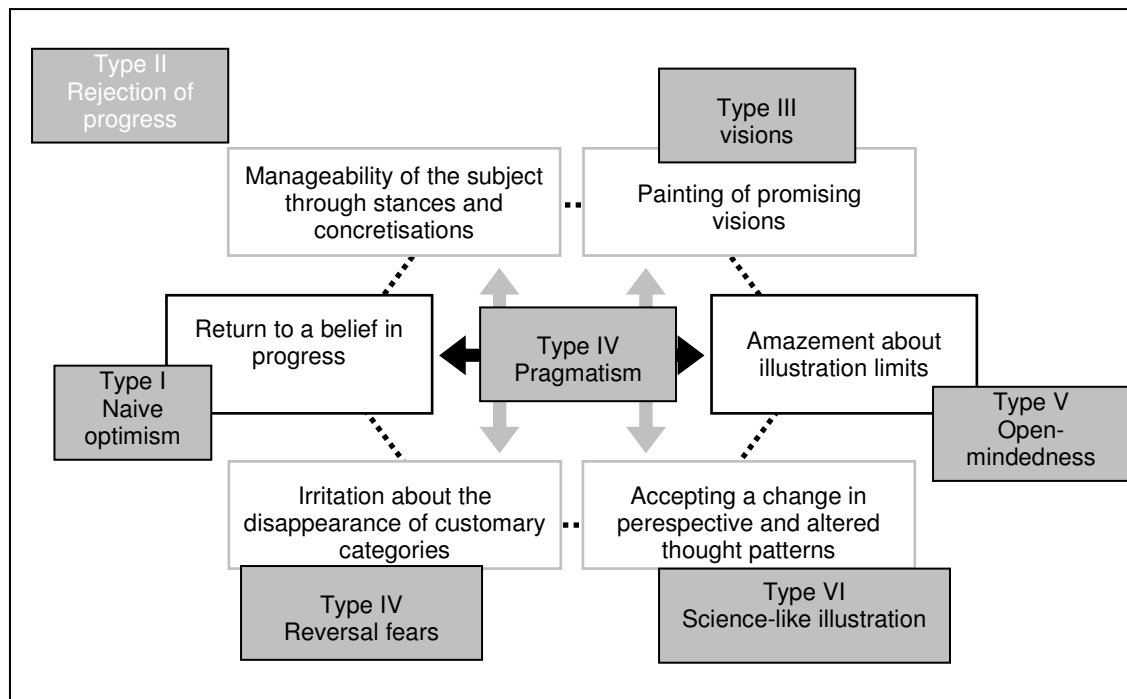 Type II
Rejection of
progress
Type III
visions
Manageability of the subject
through stances and
concretisations
Painting of promising
visions
Return to a belief in
progress
Type IV
Pragmatism
Amazement about
illustration limits
Type I
Naive
optimism
Type V
Open-
mindedness
Irritation about the
disappearance of customary
categories
Accepting a change in
perespective and altered
thought patterns
Type IV
Reversal fears
Type VI
Science-like illustration